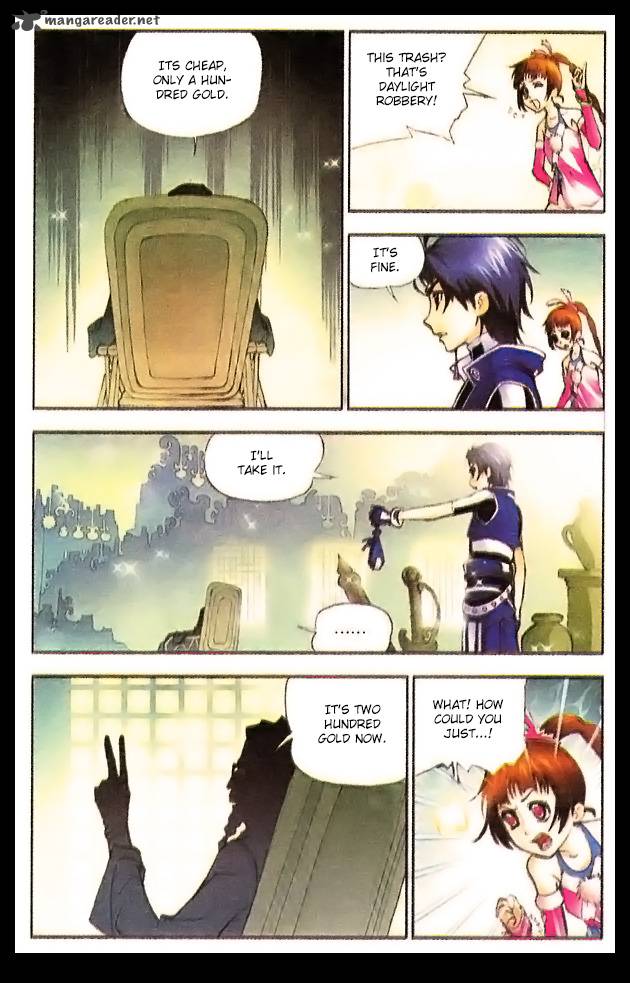 mangareader.net
ITS CHEAP,
ONLY A HUN-
DRED GOLD.
THIS TRASH?
THAT'S
DAYLIGHT
ROBBERY!
IT'S
FINE.
I'LL
TAKE IT.
......
IT'S TWO
HUNDRED
GOLD NOW.
WHAT! HOW
COULD YOU
JUST...!